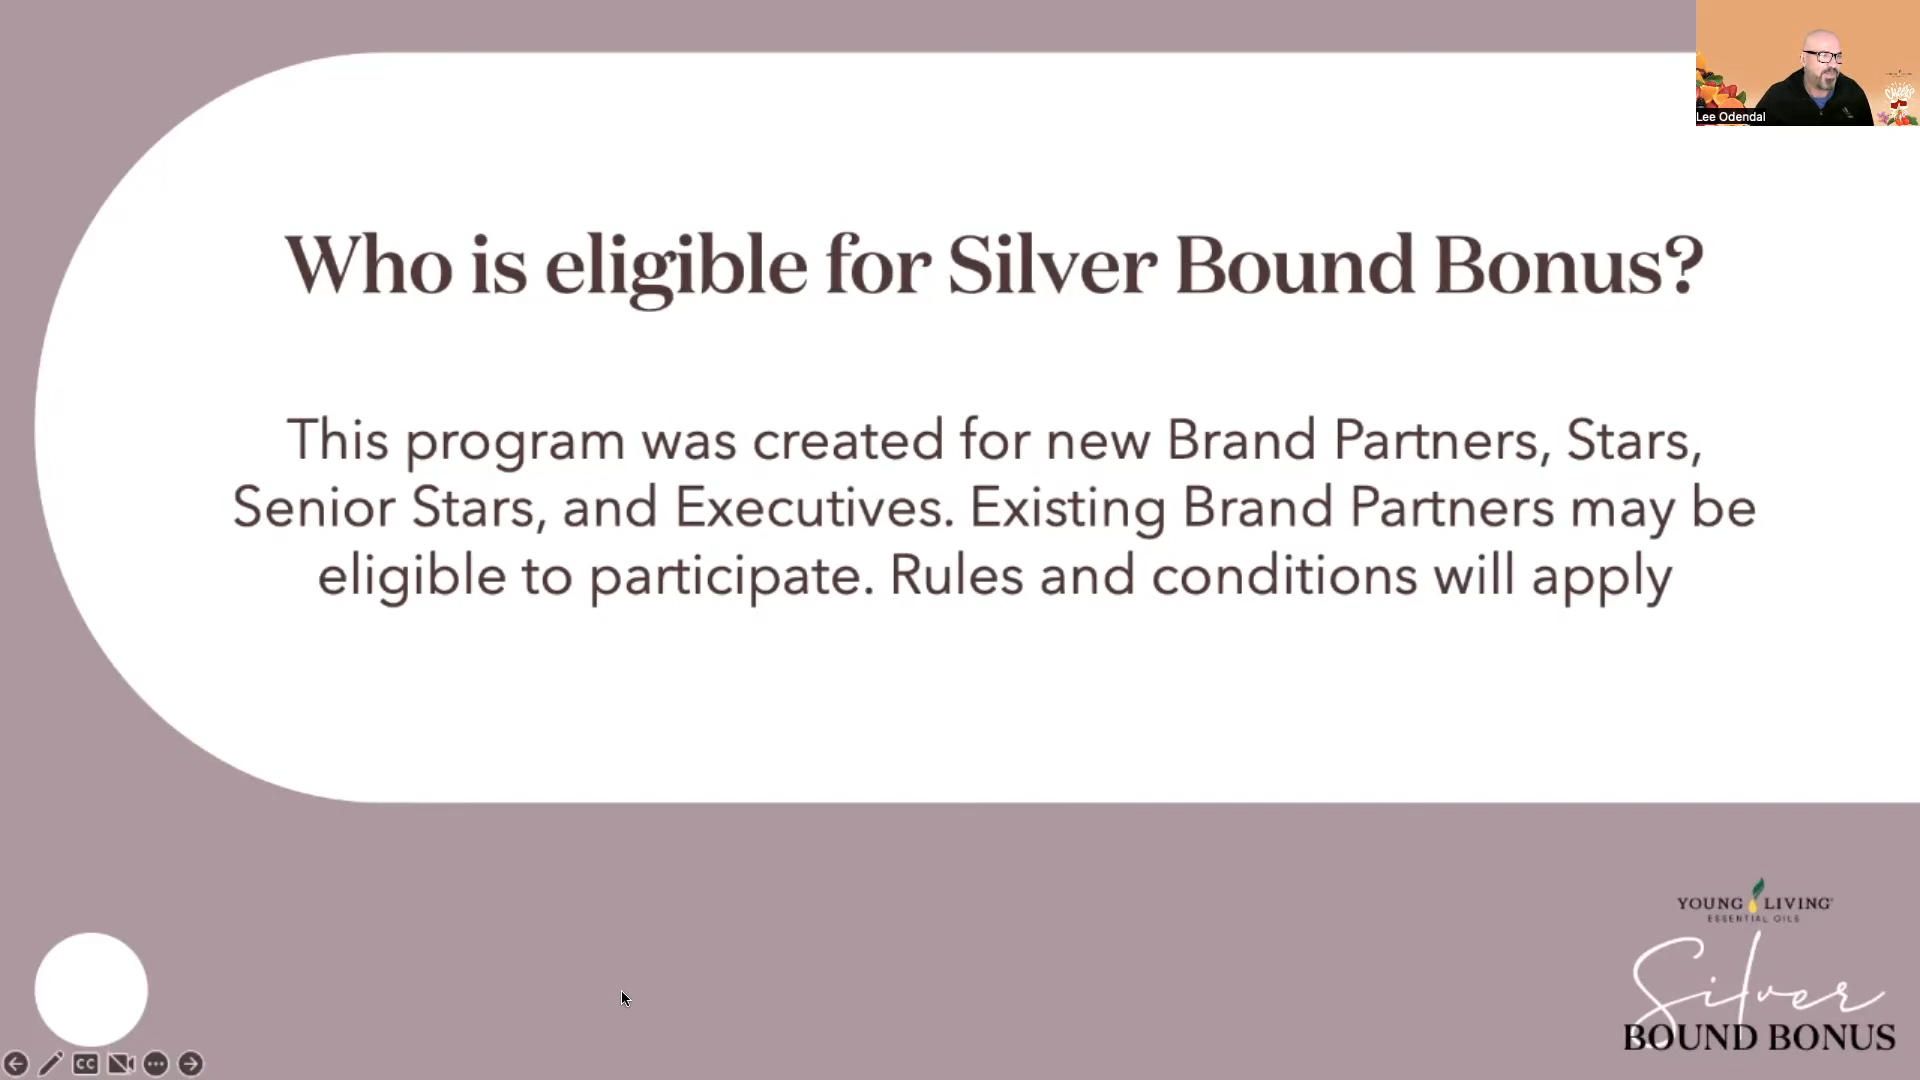 Who is eligible for Silver Bound Bonus?
This program was created for new Brand Partners, Stars,
Senior Stars, and Executives. Existing Brand Partners may be
eligible to participate. Rules and conditions will apply
Lee Odendal
Cheers
YOUNG LIVING
ESSENTIAL OILS
Silver
BOUND BONUS
CC